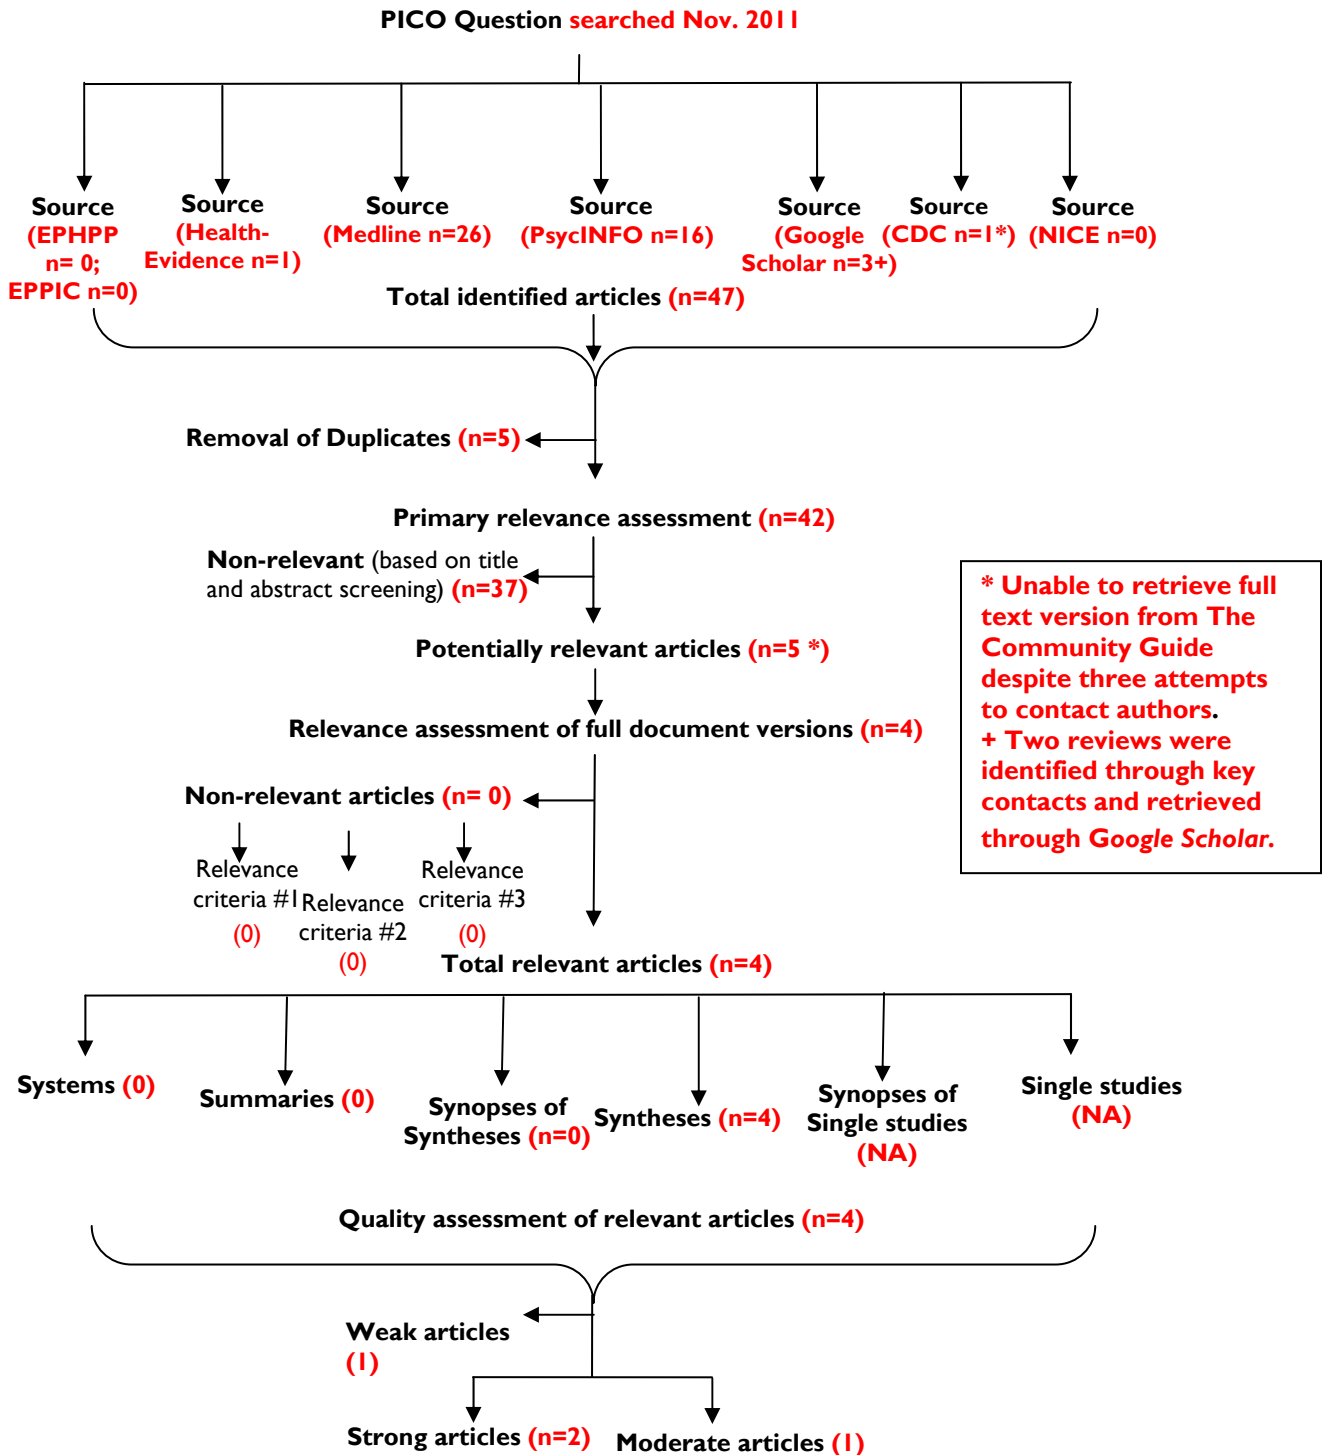 PICO Question searched Nov. 2011
Source
(EPHPP
n= 0;
EPPIC n=0)
Source
(Health-
Evidence n=1)
Source
(Medline n=26)
Source
(PsycINFO n=16)
Source
(Google
Scholar n=3+)
Source
(CDC n=1*)
Source
(NICE n=0)
Total identified articles (n=47)
Removal of Duplicates (n=5)
Primary relevance assessment (n=42)
Non-relevant (based on title
and abstract screening) (n=37)
Potentially relevant articles (n=5 *)
Relevance assessment of full document versions (n=4)
Non-relevant articles (n= 0)
Relevance
criteria #1
(0)
Relevance
criteria #2
(0)
Relevance
criteria #3
(0)
* Unable to retrieve full
text version from The
Community Guide
despite three attempts
to contact authors.
+ Two reviews were
identified through key
contacts and retrieved
through Google Scholar.
Total relevant articles (n=4)
Systems (0)
Summaries (0)
Synopses of
Syntheses (n=0)
Syntheses (n=4)
Synopses of
Single studies
(NA)
Single studies
(NA)
Quality assessment of relevant articles (n=4)
Weak articles
(1)
Strong articles (n=2)
Moderate articles (1)